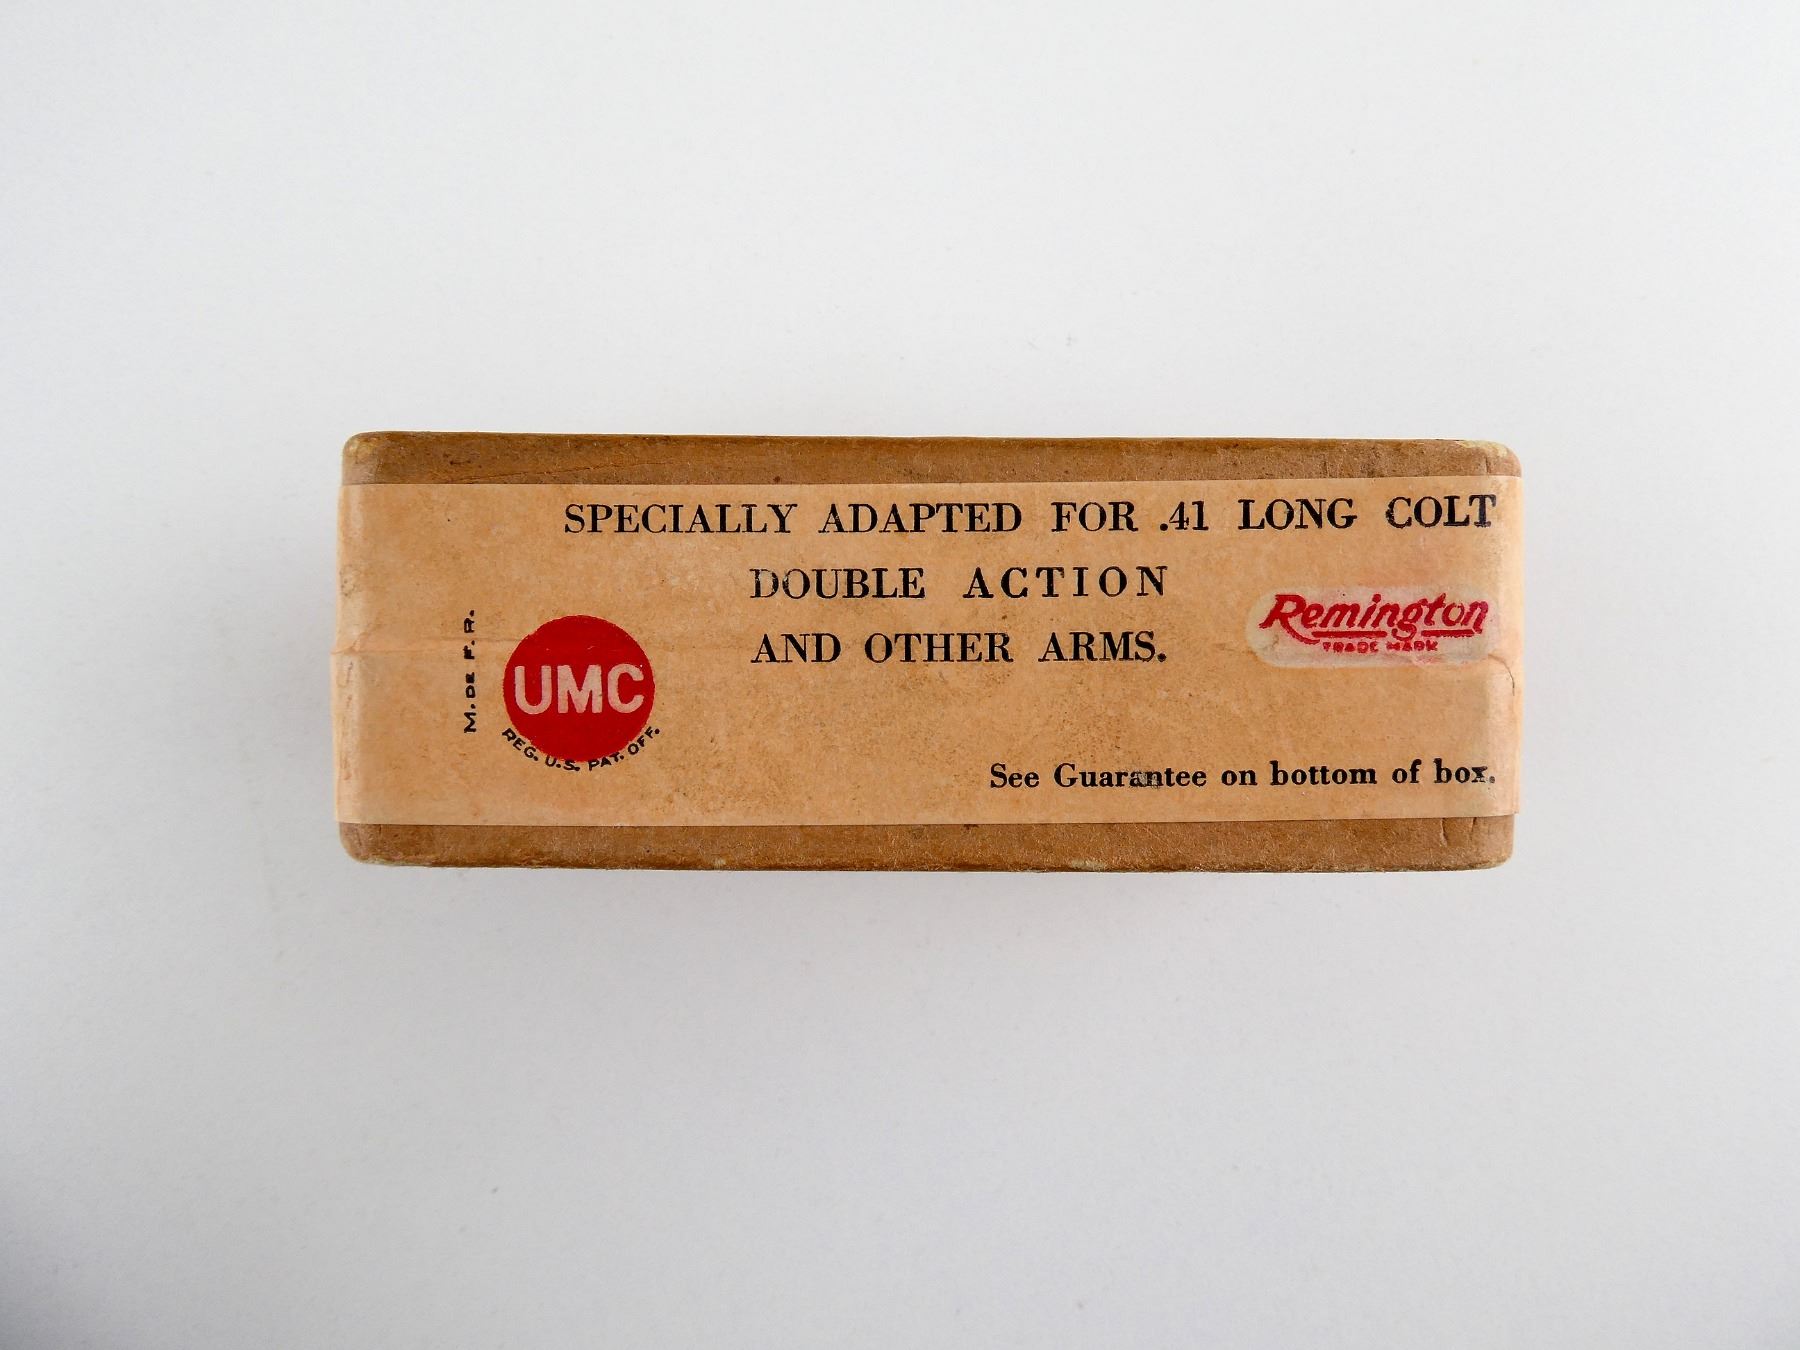 SPECIALLY ADAPTED FOR .41 LONG COLT
DOUBLE ACTION
AND OTHER ARMS.
M. DE F. R.
UMC
REG. U.S. PAT. OFF.
Remington
TRADE MARK
See Guarantee on bottom of box.